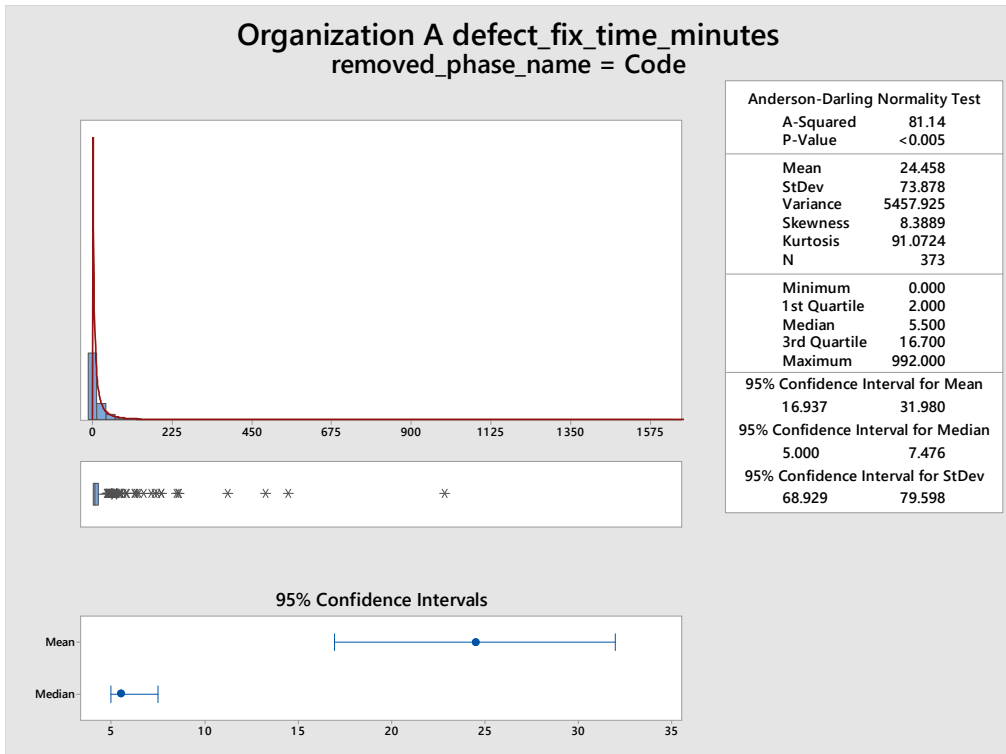 Organization A defect_fix_time_minutes
removed_phase_name = Code
0 225 450 675 900 1125 1350 1575
Anderson-Darling Normality Test
A-Squared 81.14
P-Value <0.005
Mean 24.458
StDev 73.878
Variance 5457.925
Skewness 8.3889
Kurtosis 91.0724
N 373
Minimum 0.000
1st Quartile 2.000
Median 5.500
3rd Quartile 16.700
Maximum 992.000
95% Confidence Interval for Mean
16.937 31.980
95% Confidence Interval for Median
5.000 7.476
95% Confidence Interval for StDev
68.929 79.598
95% Confidence Intervals
Mean
Median
5 10 15 20 25 30 35